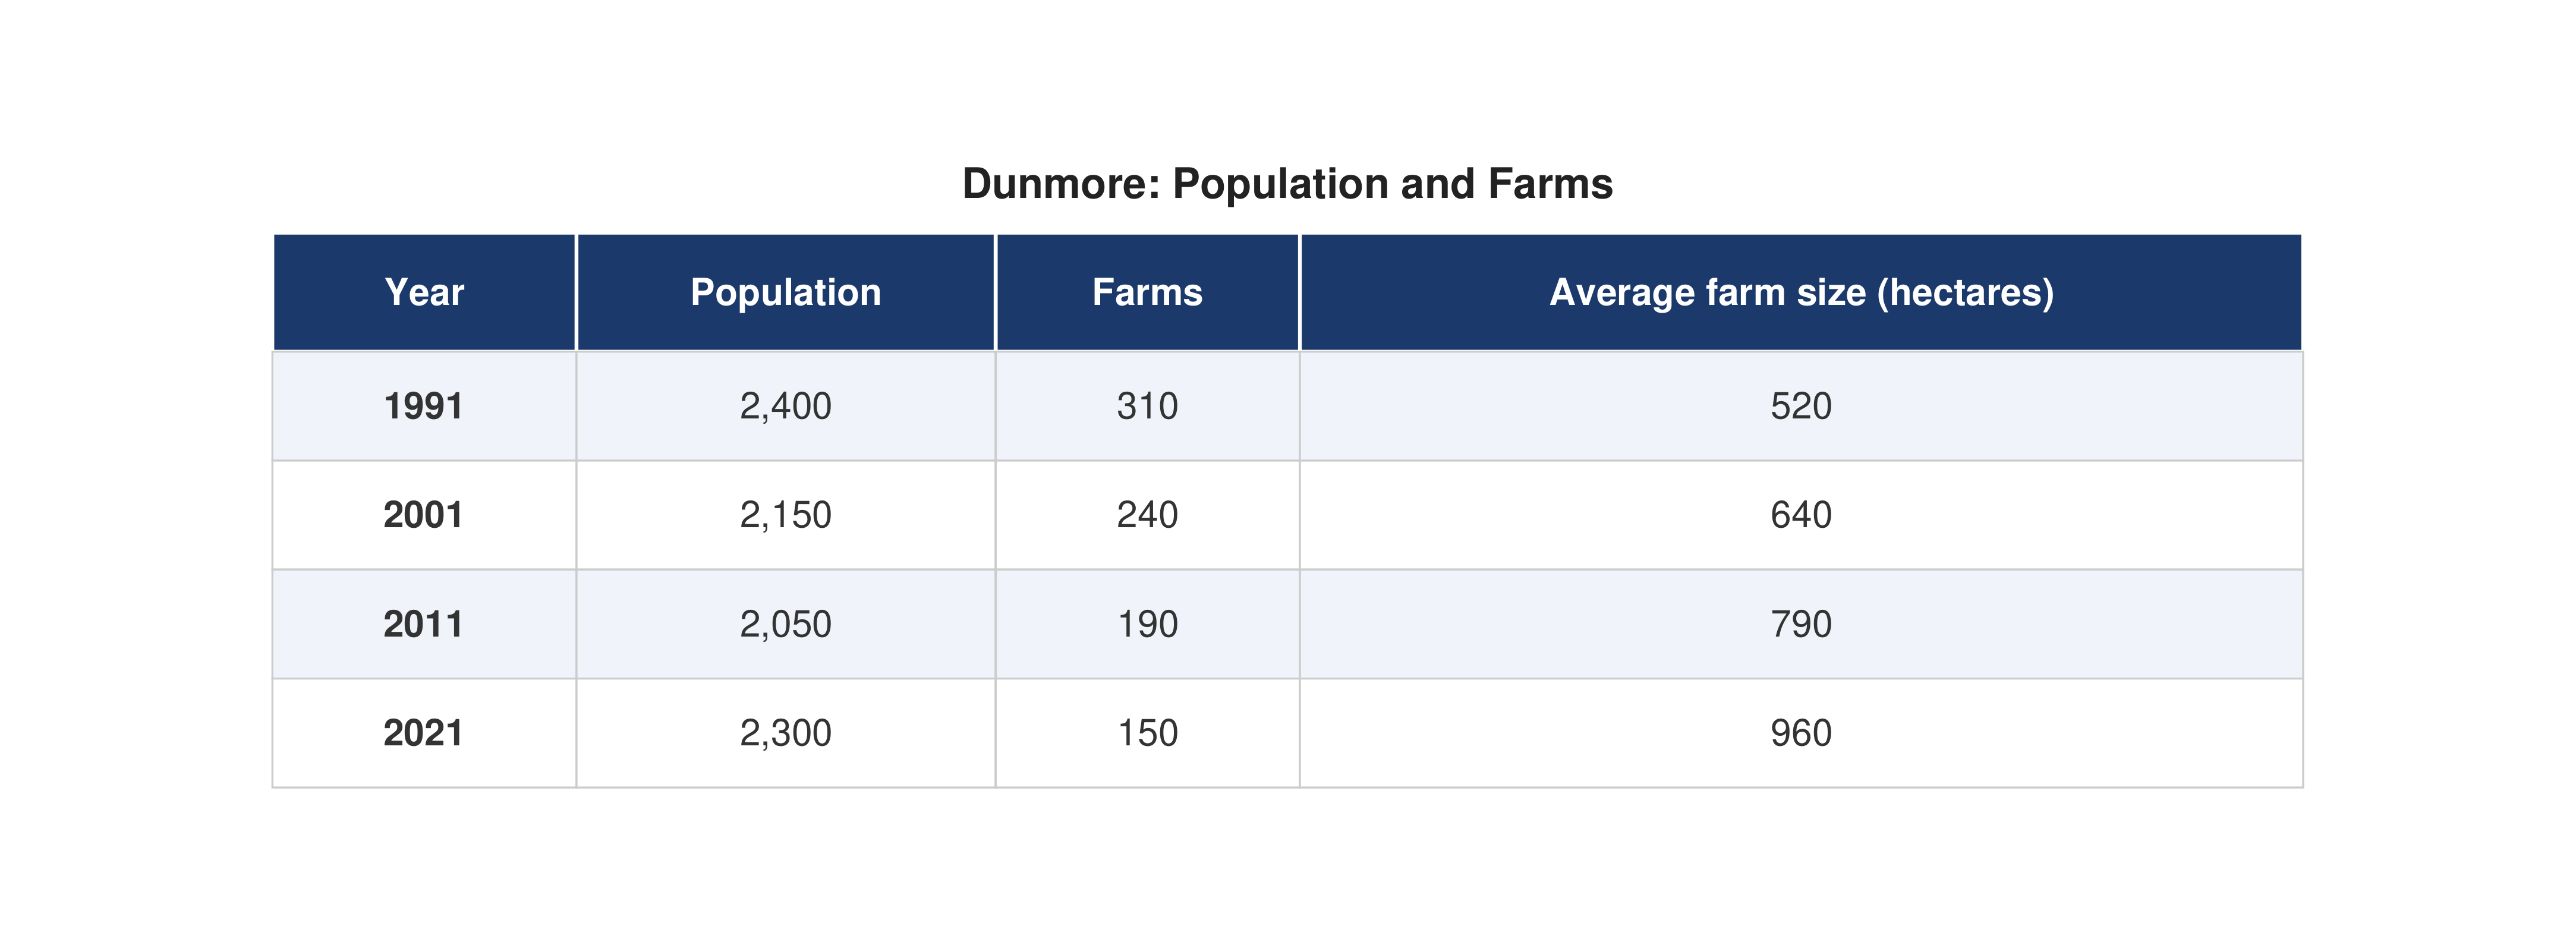 Dunmore: Population and Farms
Year Population Farms Average farm size (hectares)
1991 2,400 310 520
2001 2,150 240 640
2011 2,050 190 790
2021 2,300 150 960